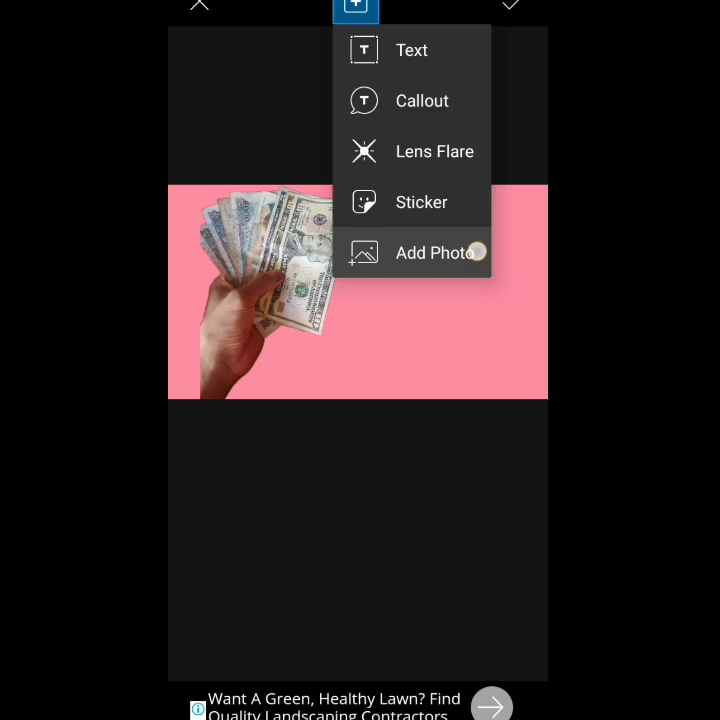 Text
Callout
Lens Flare
Sticker
Add Photo
Want A Green, Healthy Lawn? Find
Quality Landscaping Contractors